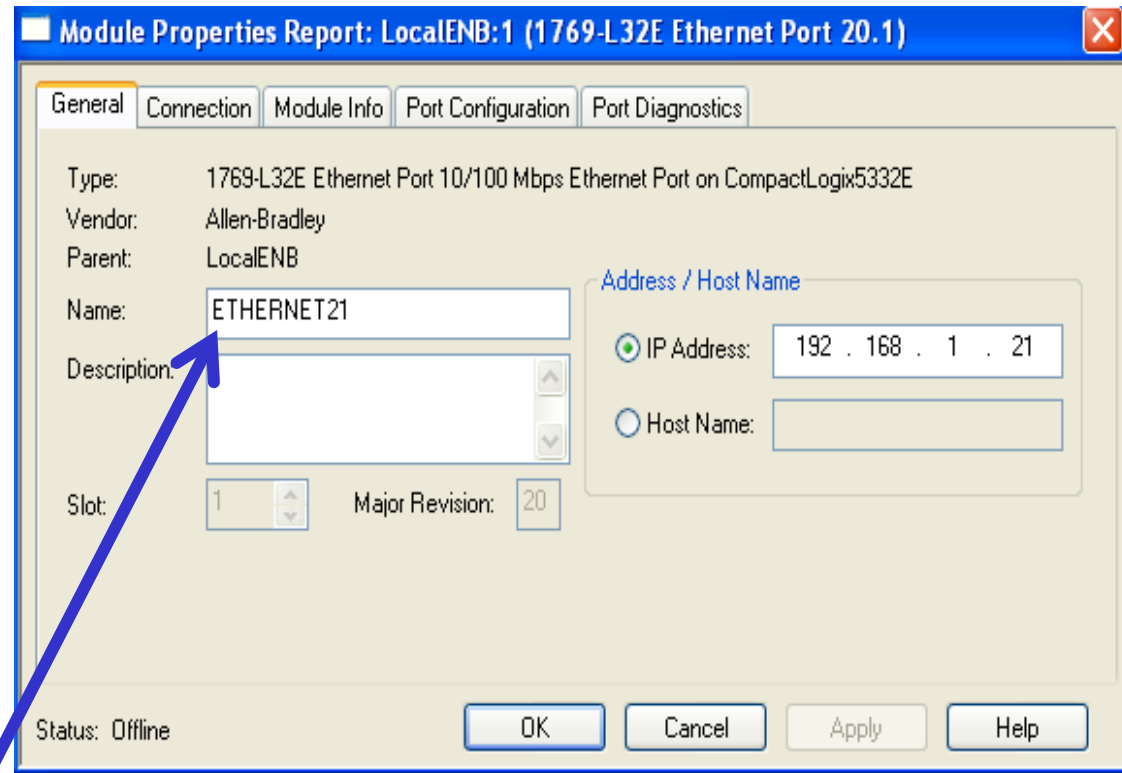 Module Properties Report: LocalENB:1 (1769-L32E Ethernet Port 20.1)
General Connection Module Info Port Configuration Port Diagnostics
Type: 1769-L32E Ethernet Port 10/100 Mbps Ethernet Port on CompactLogix5332E
Vendor: Allen-Bradley
Parent: LocalENB
Address / Host Name
Name: ETHERNET21
IP Address: 192 . 168 . 1 . 21
Description:
Host Name:
Slot: 1 Major Revision: 20
Status: Offline OK Cancel Apply Help